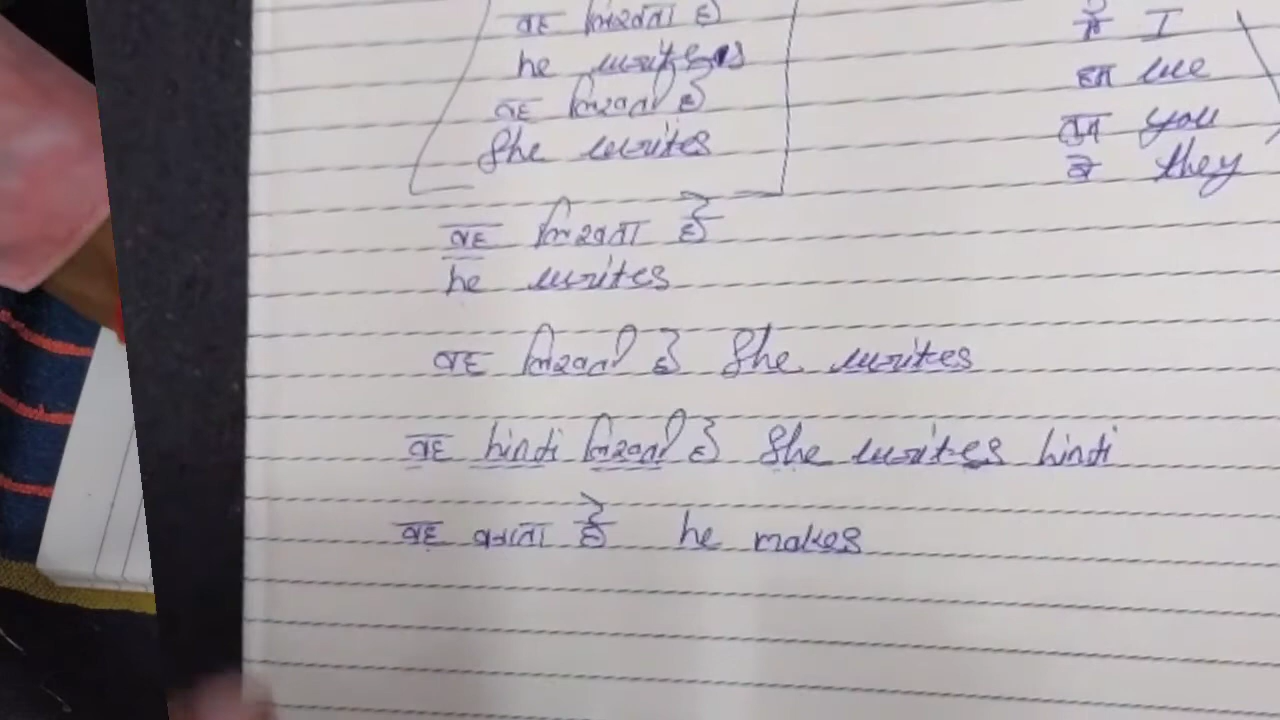 वह लिखता है
he writes
वह लिखती है
She writes
मैं I
हम we
तुम you
वे they
वह लिखता है
he writes
वह लिखती है She writes
वह hindi लिखती है She writes hindi
वह बनाता है he makes